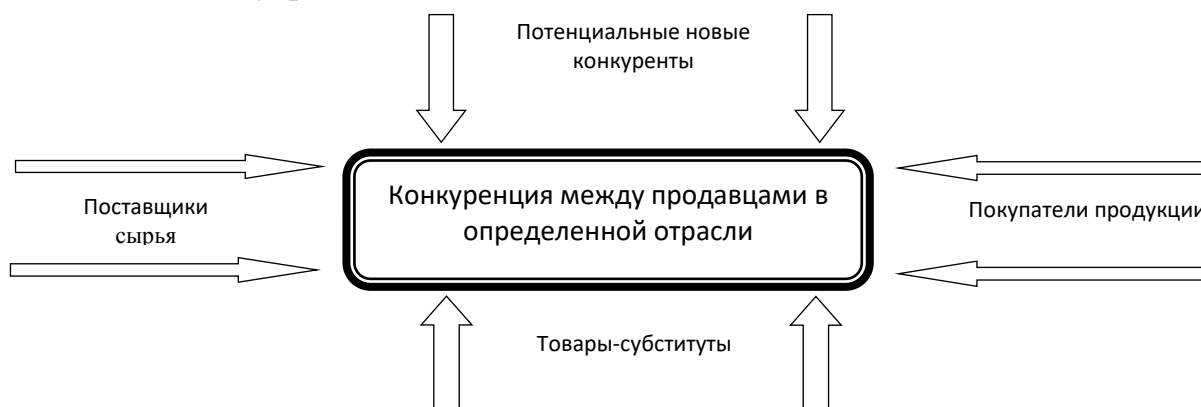 Потенциальные новые
конкуренты
Конкуренция между продавцами в
определенной отрасли
Поставщики
сырья
Покупатели продукции
Товары-субституты